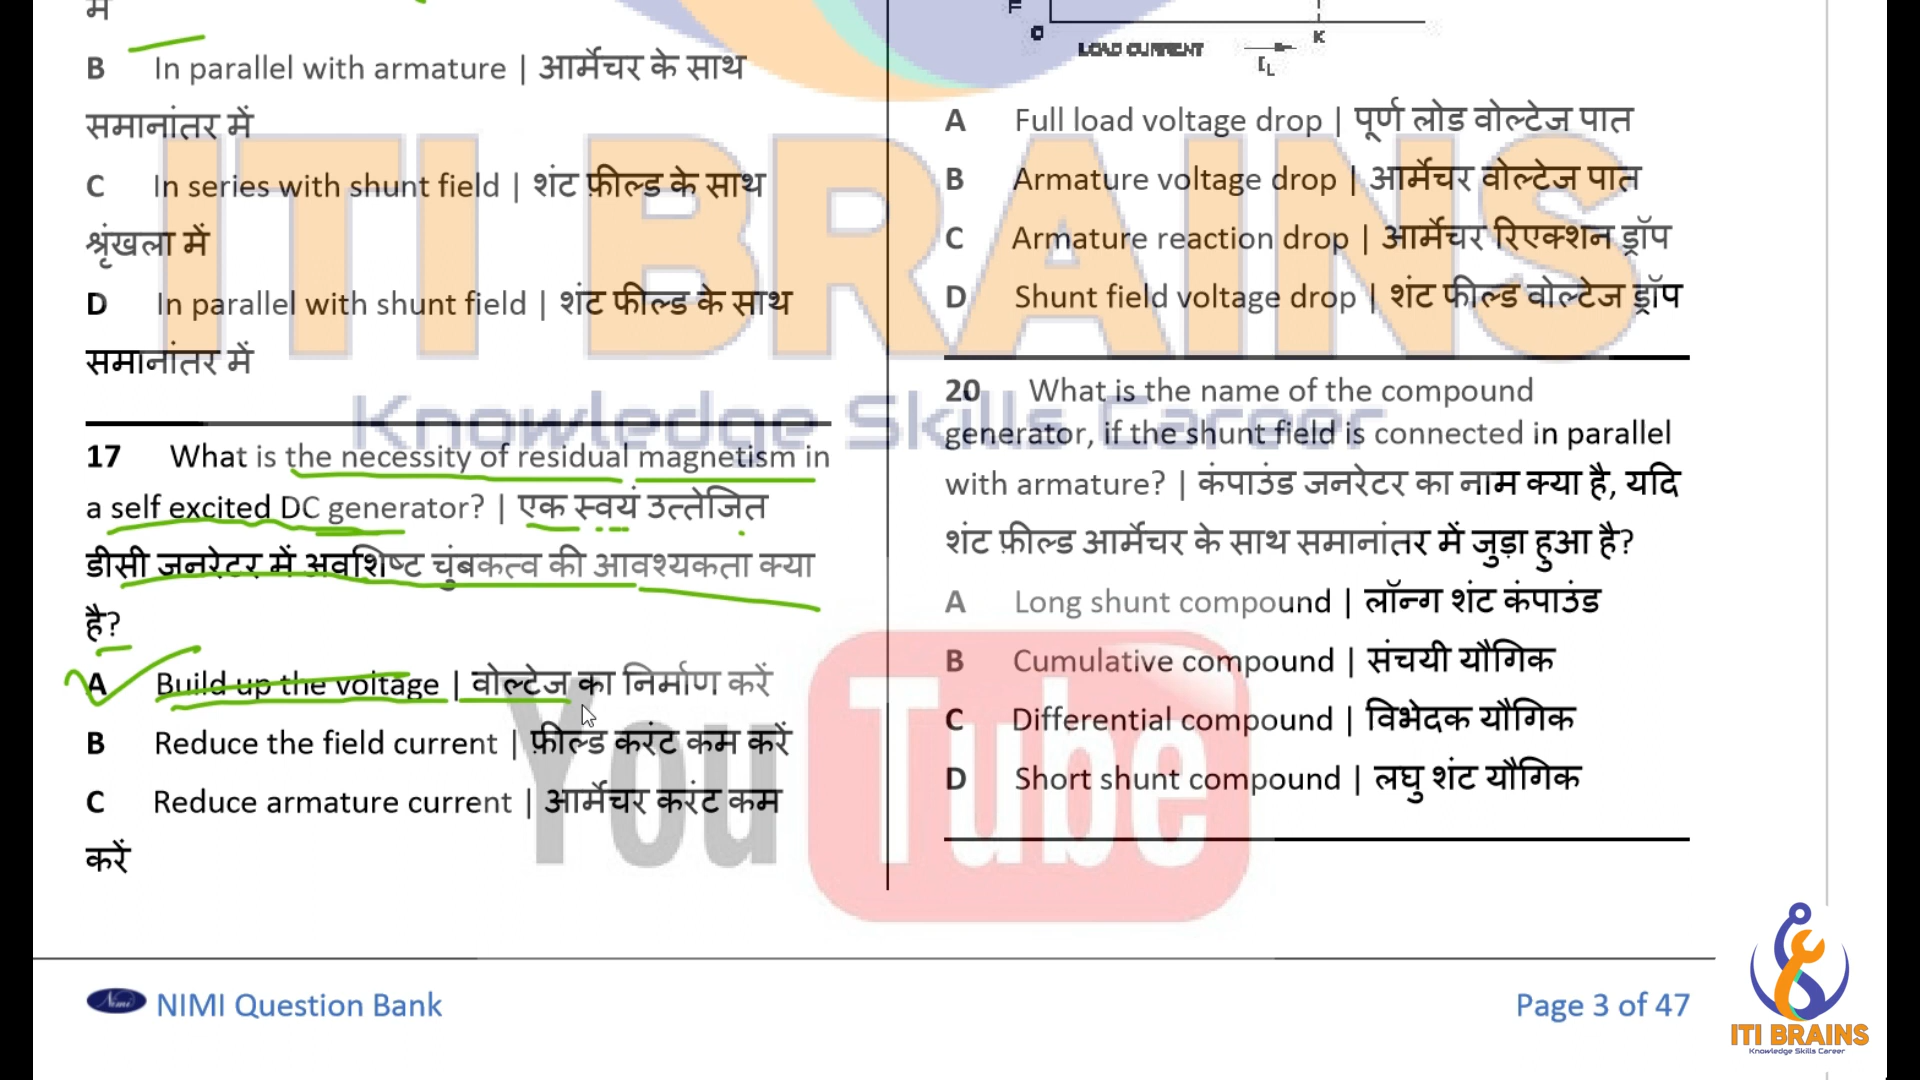 में
B In parallel with armature | आर्मेचर के साथ
समानांतर में
C In series with shunt field | शंट फ़ील्ड के साथ
श्रृंखला में
D In parallel with shunt field | शंट फील्ड के साथ
समानांतर में
17 What is the necessity of residual magnetism in
a self excited DC generator? | एक स्वयं उत्तेजित
डीसी जनरेटर में अवशिष्ट चुंबकत्व की आवश्यकता क्या
है?
A Build up the voltage | वोल्टेज का निर्माण करें
B Reduce the field current | फ़ील्ड करंट कम करें
C Reduce armature current | आर्मेचर करंट कम
करें
O
LOAD CURRENT
K
IL
A Full load voltage drop | पूर्ण लोड वोल्टेज पात
B Armature voltage drop | आर्मेचर वोल्टेज पात
C Armature reaction drop | आर्मेचर रिएक्शन ड्रॉप
D Shunt field voltage drop | शंट फील्ड वोल्टेज ड्रॉप
20 What is the name of the compound
generator, if the shunt field is connected in parallel
with armature? | कंपाउंड जनरेटर का नाम क्या है, यदि
शंट फ़ील्ड आर्मेचर के साथ समानांतर में जुड़ा हुआ है?
A Long shunt compound | लॉन्ग शंट कंपाउंड
B Cumulative compound | संचयी यौगिक
C Differential compound | विभेदक यौगिक
D Short shunt compound | लघु शंट यौगिक
ITI BRAINS
Knowledge Skills Career
YouTube
Nimi NIMI Question Bank
Page 3 of 47
ITI BRAINS
Knowledge Skills Career